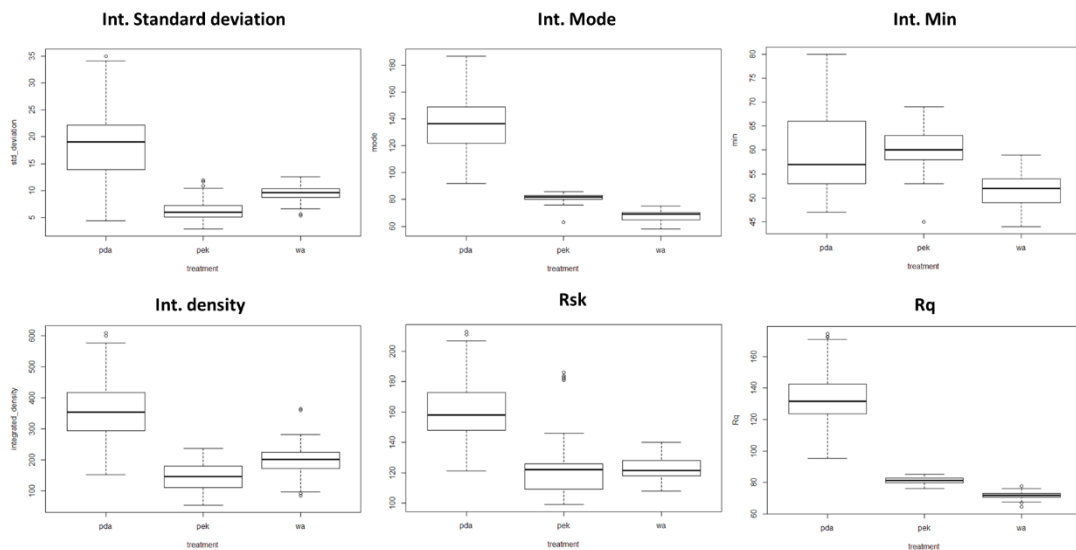 Int. Standard deviation
Int. Mode
Int. Min
std_deviation
35
30
25
20
15
10
5
pda
pek
wa
treatment
mode
180
160
140
120
100
80
60
pda
pek
wa
treatment
min
80
75
70
65
60
55
50
45
pda
pek
wa
treatment
Int. density
Rsk
Rq
integrated_density
600
500
400
300
200
100
pda
pek
wa
treatment
200
180
160
140
120
100
pda
pek
wa
treatment
Rq
160
140
120
100
80
60
pda
pek
wa
treatment